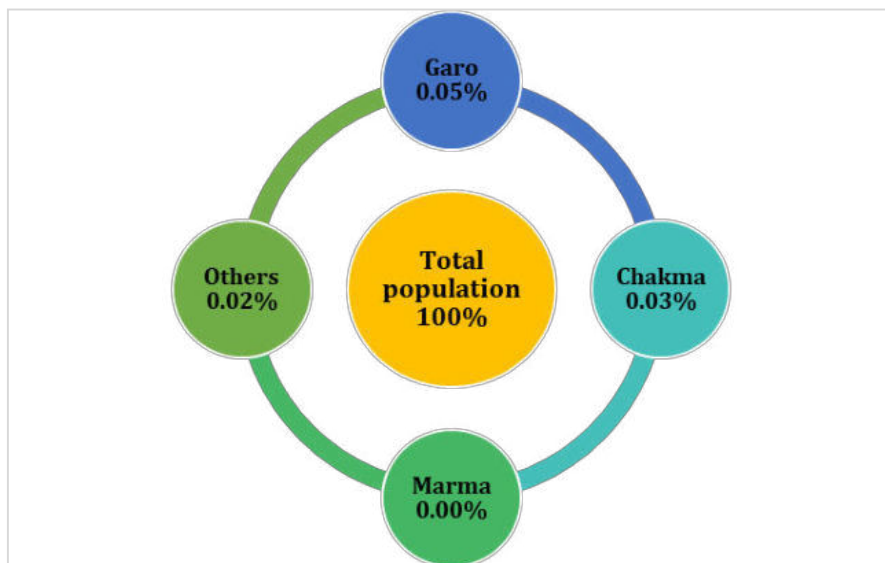 Garo
0.05%
Others
0.02%
Total
population
100%
Chakma
0.03%
Marma
0.00%